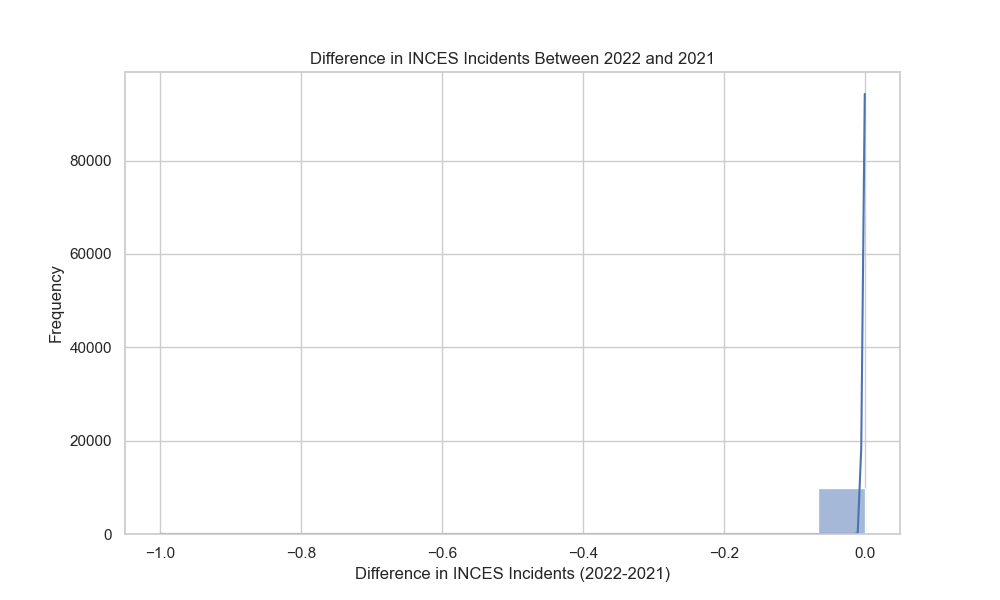 Difference in INCES Incidents Between 2022 and 2021
80000
60000
40000
20000
0
Frequency
−1.0 −0.8 −0.6 −0.4 −0.2 0.0
Difference in INCES Incidents (2022-2021)